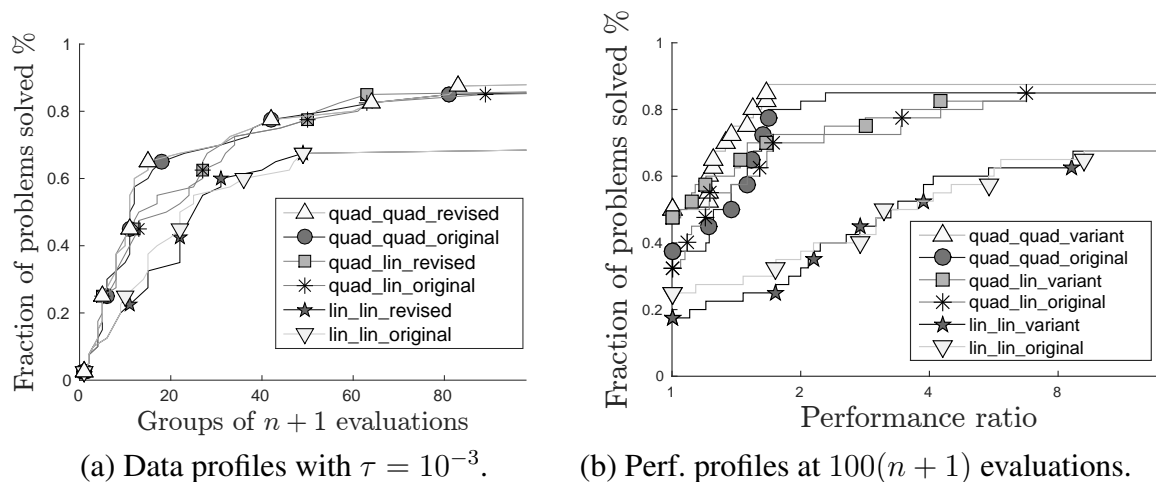 Fraction of problems solved %
1
0.8
0.6
0.4
0.2
0
0 20 40 60 80
Groups of n + 1 evaluations
quad_quad_revised
quad_quad_original
quad_lin_revised
quad_lin_original
lin_lin_revised
lin_lin_original
(a) Data profiles with τ = 10⁻³.
Fraction of problems solved %
1
0.8
0.6
0.4
0.2
0
1 2 4 8
Performance ratio
quad_quad_variant
quad_quad_original
quad_lin_variant
quad_lin_original
lin_lin_variant
lin_lin_original
(b) Perf. profiles at 100(n + 1) evaluations.